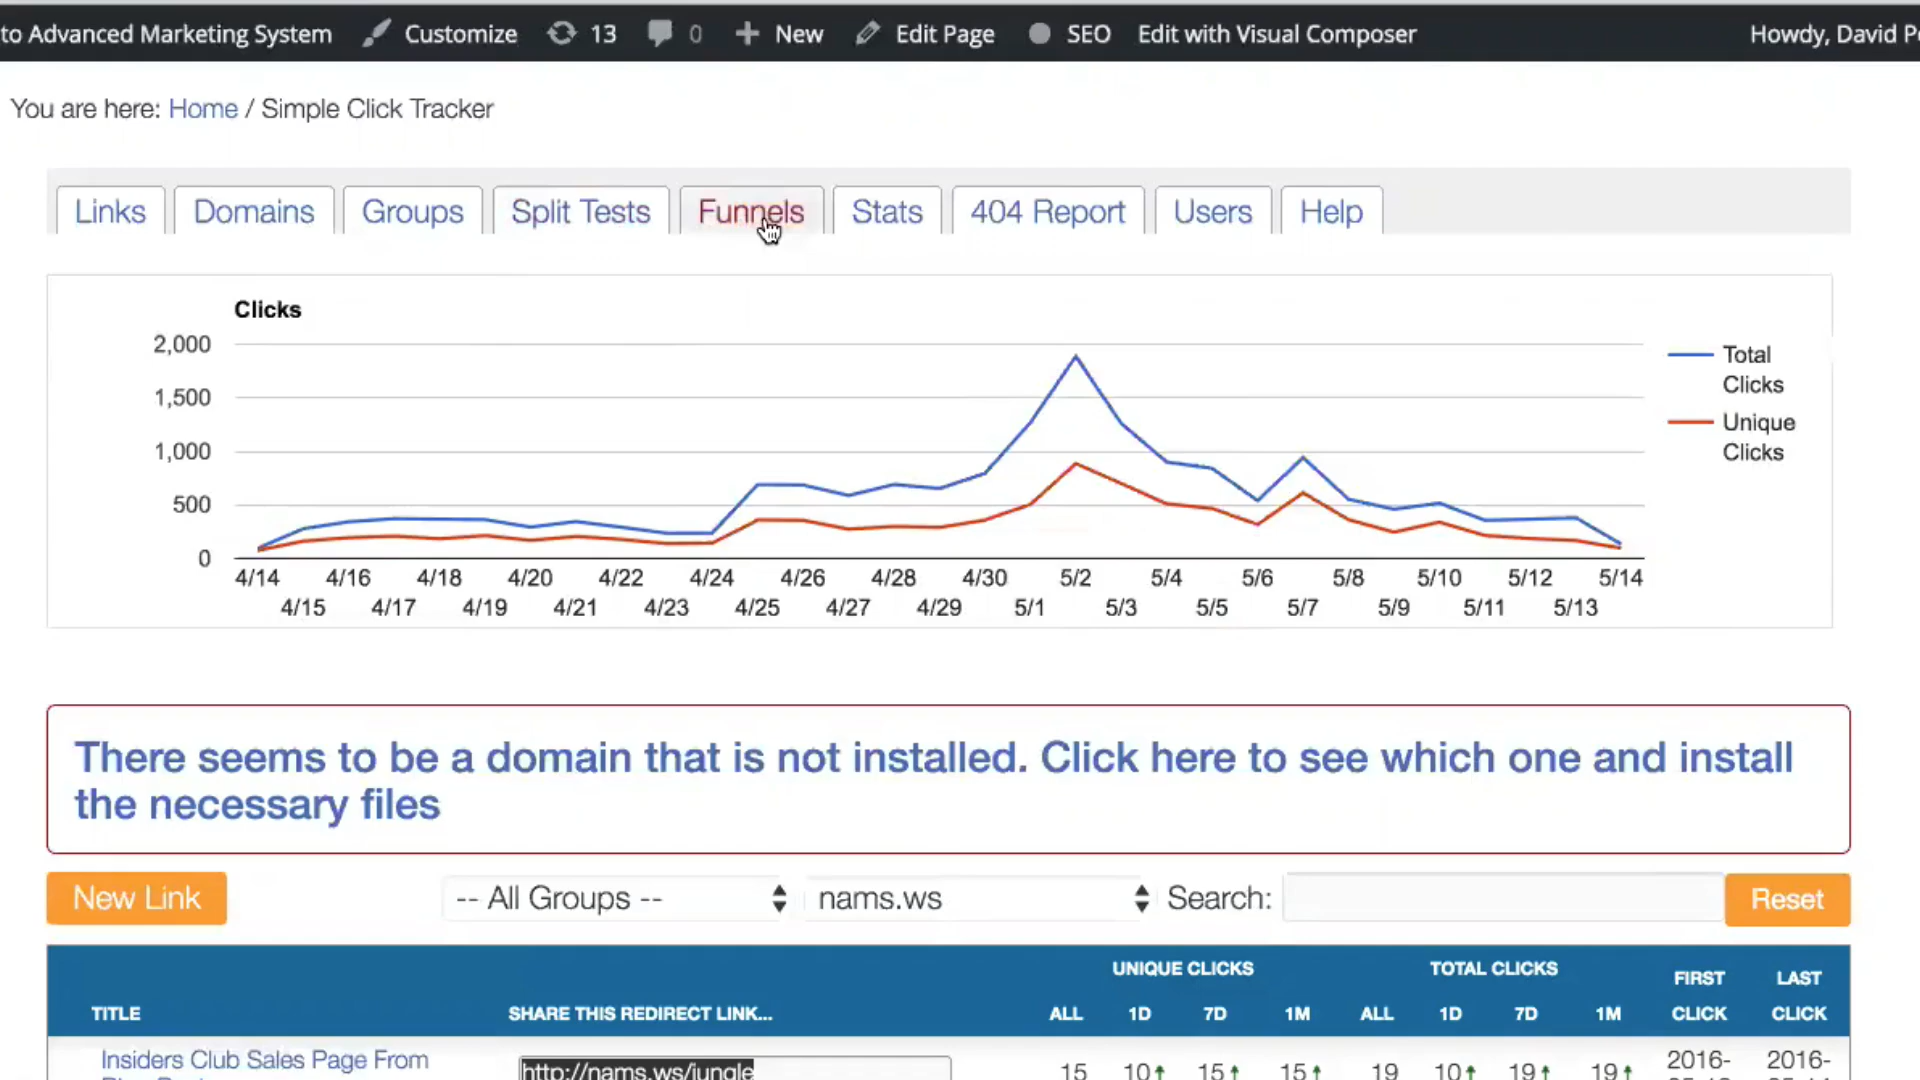 to Advanced Marketing System Customize 13 0 New Edit Page SEO Edit with Visual Composer Howdy, David
You are here: Home / Simple Click Tracker
Links Domains Groups Split Tests Funnels Stats 404 Report Users Help
Clicks
2,000
1,500
1,000
500
0
Total
Clicks
Unique
Clicks
4/14 4/16 4/18 4/20 4/22 4/24 4/26 4/28 4/30 5/2 5/4 5/6 5/8 5/10 5/12 5/14
4/15 4/17 4/19 4/21 4/23 4/25 4/27 4/29 5/1 5/3 5/5 5/7 5/9 5/11 5/13
There seems to be a domain that is not installed. Click here to see which one and install
the necessary files
New Link -- All Groups -- nams.ws Search: Reset
UNIQUE CLICKS TOTAL CLICKS FIRST LAST
TITLE SHARE THIS REDIRECT LINK... ALL 1D 7D 1M ALL 1D 7D 1M CLICK CLICK
Insiders Club Sales Page From http://nams.ws/jungle 15 10↑ 15↑ 15↑ 19 10↑ 19↑ 19↑ 2016- 2016-